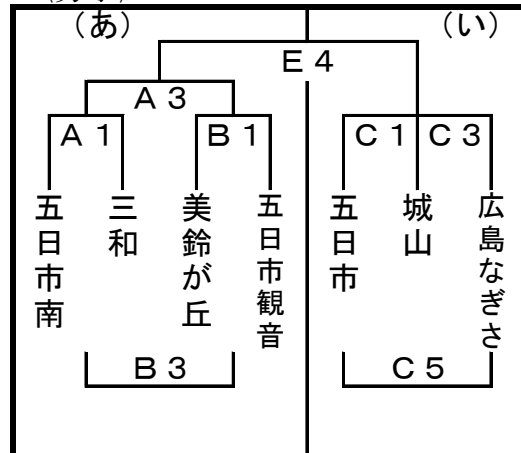 （あ）
（い）
Ｅ４
Ａ３
Ａ１
Ｂ１
Ｃ１
Ｃ３
五日市南
三和
美鈴が丘
五日市観音
五日市
城山
広島なぎさ
Ｂ３
Ｃ５